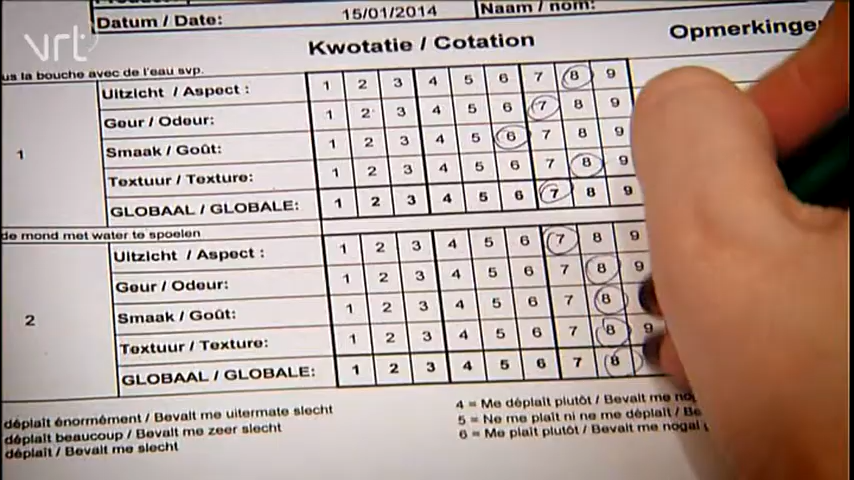 vrt
Datum / Date: 15/01/2014 Naam / nom:
Kwotatie / Cotation Opmerkingen
us la bouche avec de l'eau svp.
1
Uitzicht / Aspect : 1 2 3 4 5 6 7 8 9
Geur / Odeur: 1 2 3 4 5 6 7 8 9
Smaak / Goût: 1 2 3 4 5 6 7 8 9
Textuur / Texture: 1 2 3 4 5 6 7 8 9
GLOBAAL / GLOBALE: 1 2 3 4 5 6 7 8 9
de mond met water te spoelen
2
Uitzicht / Aspect : 1 2 3 4 5 6 7 8 9
Geur / Odeur: 1 2 3 4 5 6 7 8 9
Smaak / Goût: 1 2 3 4 5 6 7 8
Textuur / Texture: 1 2 3 4 5 6 7 8 9
GLOBAAL / GLOBALE: 1 2 3 4 5 6 7 8
déplaît énormément / Bevalt me uitermate slecht
déplaît beaucoup / Bevalt me zeer slecht
déplaît / Bevalt me slecht
4 = Me déplaît plutôt / Bevalt me
5 = Ne me plaît ni ne me déplaît /
6 = Me plaît plutôt / Bevalt me nogal